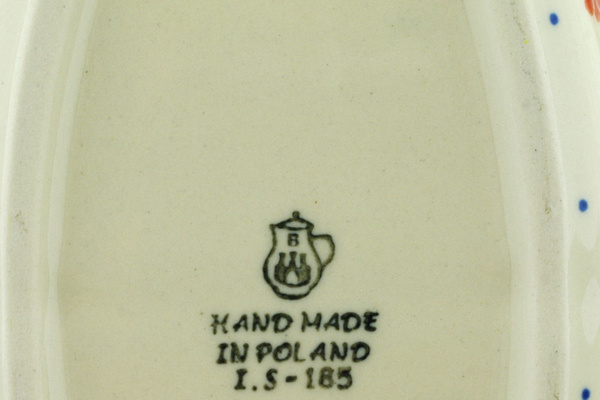 B
HAND MADE
IN POLAND
I.S-185